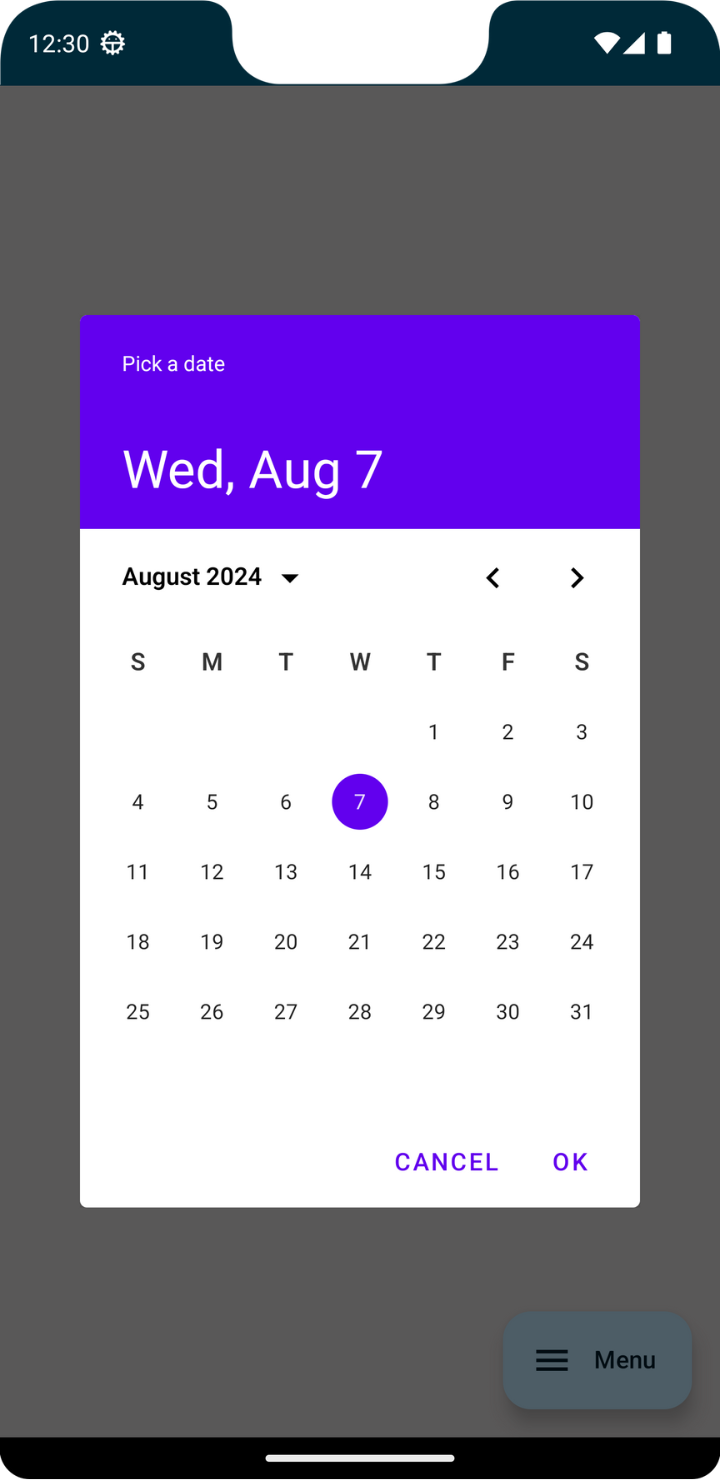 12:30
Pick a date
Wed, Aug 7
August 2024
S M T W T F S
1 2 3
4 5 6 7 8 9 10
11 12 13 14 15 16 17
18 19 20 21 22 23 24
25 26 27 28 29 30 31
CANCEL OK
Menu